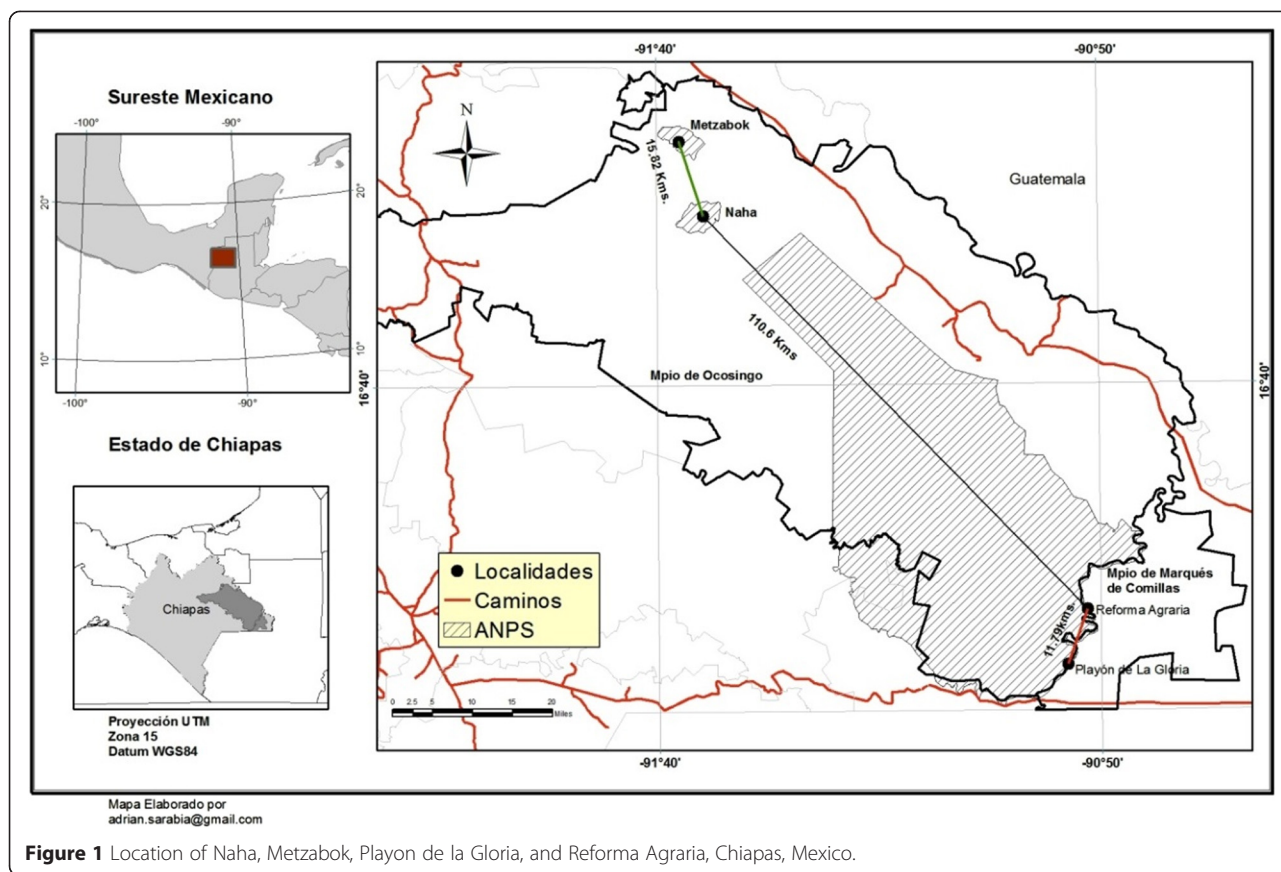 Sureste Mexicano
-100°
-90°
20°
20°
10°
10°
-100°
-90°
Estado de Chiapas
Chiapas
Proyección UTM
Zona 15
Datum WGS84
Mapa Elaborado por
adrian.sarabia@gmail.com
-91°40'
-90°50'
N
Metzabok
15.82 Kms.
Naha
Guatemala
110.6 Kms
16°40'
16°40'
Mpio de Ocosingo
Localidades
Caminos
ANPS
Mpio de Marqués
de Comillas
Reforma Agraria
11.79kms.
Playón de La Gloria
0 2.5 5 10 15 20
Miles
-91°40'
-90°50'
Figure 1 Location of Naha, Metzabok, Playon de la Gloria, and Reforma Agraria, Chiapas, Mexico.